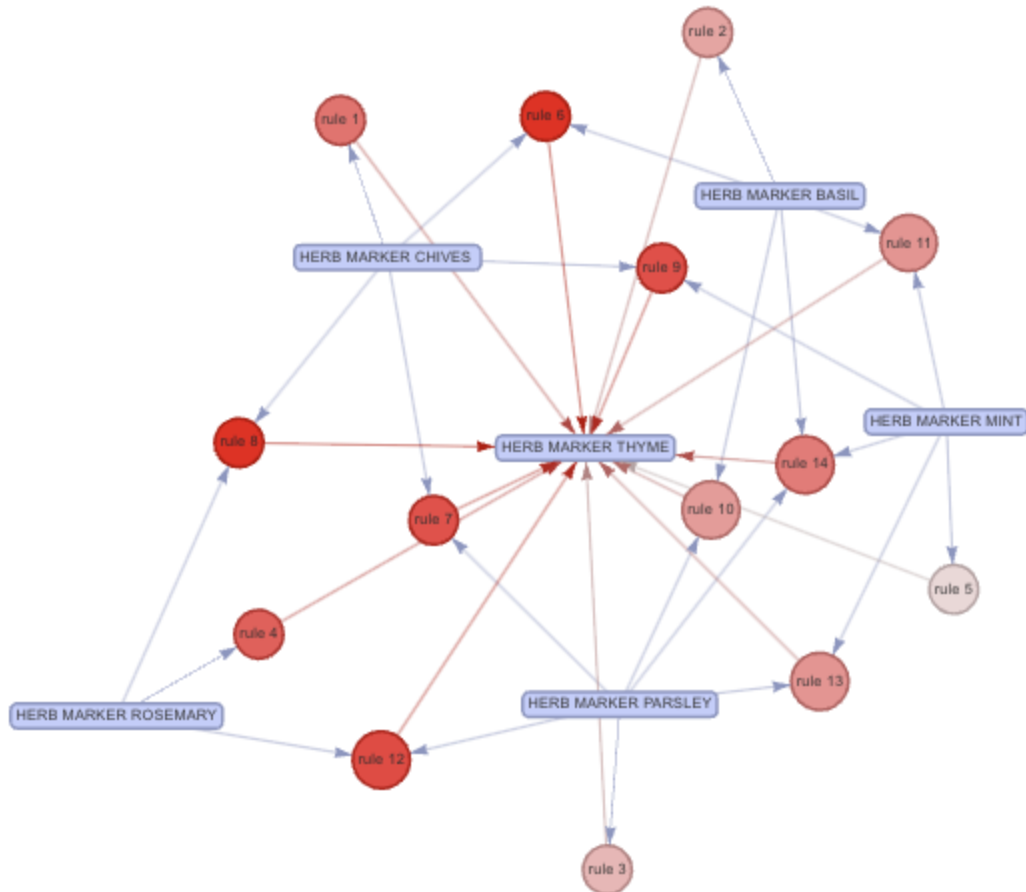 rule 2
rule 6
rule 1
HERB MARKER BASIL
rule 11
HERB MARKER CHIVES
rule 9
HERB MARKER MINT
rule 8
HERB MARKER THYME
rule 14
rule 10
rule 7
rule 5
rule 4
rule 13
HERB MARKER PARSLEY
HERB MARKER ROSEMARY
rule 12
rule 3